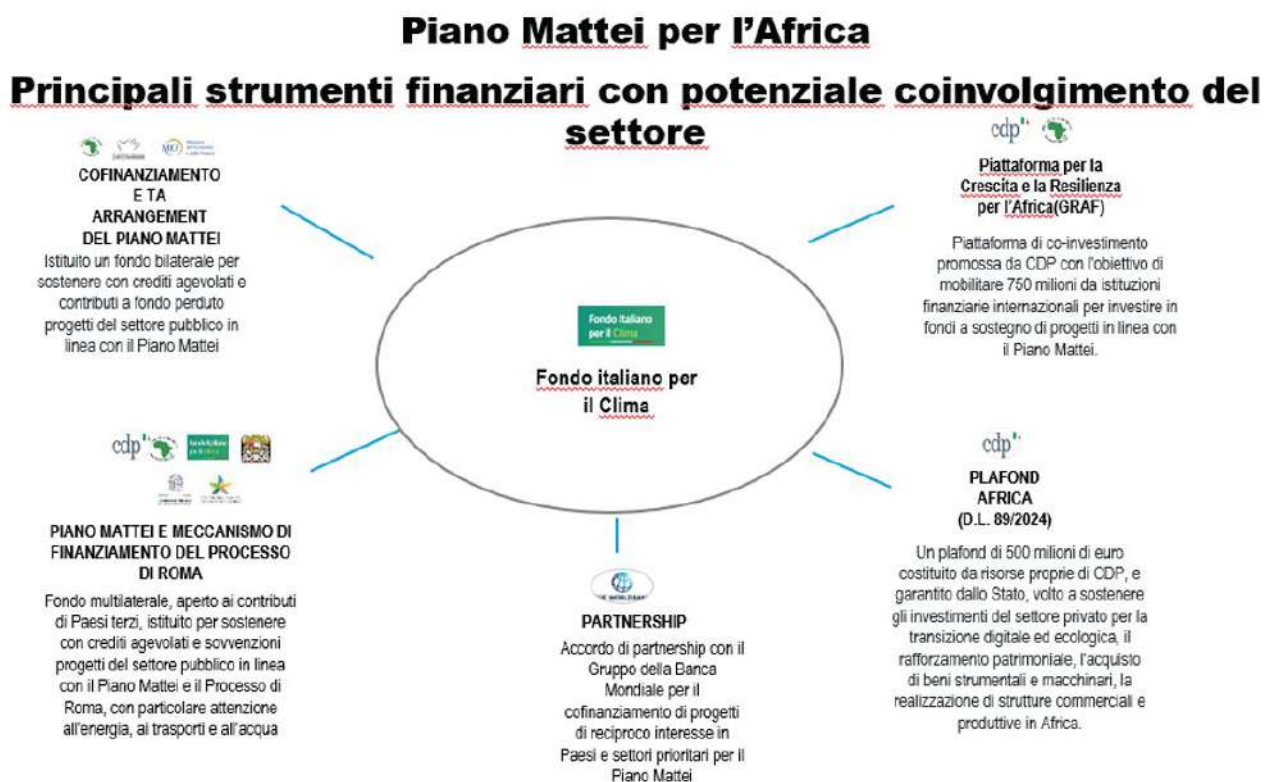 Piano Mattei per l'Africa
Principali strumenti finanziari con potenziale coinvolgimento del
settore
COFINANZIAMENTO
E TA
ARRANGEMENT
DEL PIANO MATTEI
Istituito un fondo bilaterale per
sostenere con crediti agevolati e
contributi a fondo perduto
progetti del settore pubblico in
linea con il Piano Mattei
cdp
Piattaforma per la
Crescita e la Resilienza
per l'Africa(GRAF)
Piattaforma di co-investimento
promossa da CDP con l'obiettivo di
mobilitare 750 milioni da istituzioni
finanziarie internazionali per investire in
fondi a sostegno di progetti in linea con
il Piano Mattei.
Fondo Italiano
per il Clima
Fondo italiano per
il Clima
cdp
Fondo Italiano
per il Clima
PIANO MATTEI E MECCANISMO DI
FINANZIAMENTO DEL PROCESSO
DI ROMA
Fondo multilaterale, aperto ai contributi
di Paesi terzi, istituito per sostenere
con crediti agevolati e sovvenzioni
progetti del settore pubblico in linea
con il Piano Mattei e il Processo di
Roma, con particolare attenzione
all'energia, ai trasporti e all'acqua
PARTNERSHIP
Accordo di partnership con il
Gruppo della Banca
Mondiale per il
cofinanziamento di progetti
di reciproco interesse in
Paesi e settori prioritari per il
Piano Mattei
cdp
PLAFOND
AFRICA
(D.L. 89/2024)
Un plafond di 500 milioni di euro
costituito da risorse proprie di CDP, e
garantito dallo Stato, volto a sostenere
gli investimenti del settore privato per la
transizione digitale ed ecologica, il
rafforzamento patrimoniale, l'acquisto
di beni strumentali e macchinari, la
realizzazione di strutture commerciali e
produttive in Africa.